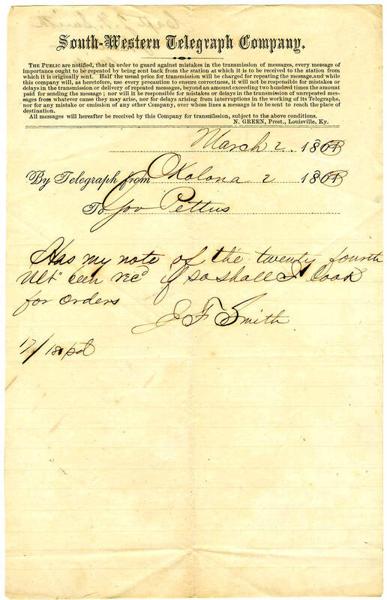 South-Western Telegraph Company.
THE PUBLIC are notified, that in order to guard against mistakes in the transmission of messages, every message of
importance ought to be repeated by being sent back from the station at which it is to be received to the station from
which it is originally sent. Half the usual price for transmission will be charged for repeating the message, and while
this company will, as heretofore, use every precaution to ensure correctness, it will not be responsible for mistakes or
delays in the transmission or delivery of repeated messages, beyond an amount exceeding two hundred times the amount
paid for sending the message; nor will it be responsible for mistakes or delays in the transmission of unrepeated mess-
ages from whatever cause they may arise, nor for delays arising from interruptions in the working of its Telegraphs,
nor for any mistake or omission of any other Company, over whose lines a message is to be sent to reach the place of
destination.
All messages will hereafter be received by this Company for transmission, subject to the above conditions.
N. GREEN, Prest., Louisville, Ky.
March 2, 1863
By Telegraph from Okolona 2 1863
To Gov Pettus
Has my note of the twenty fourth
Ult been recd if so shall I look
for orders
J F Smith
17/180pd